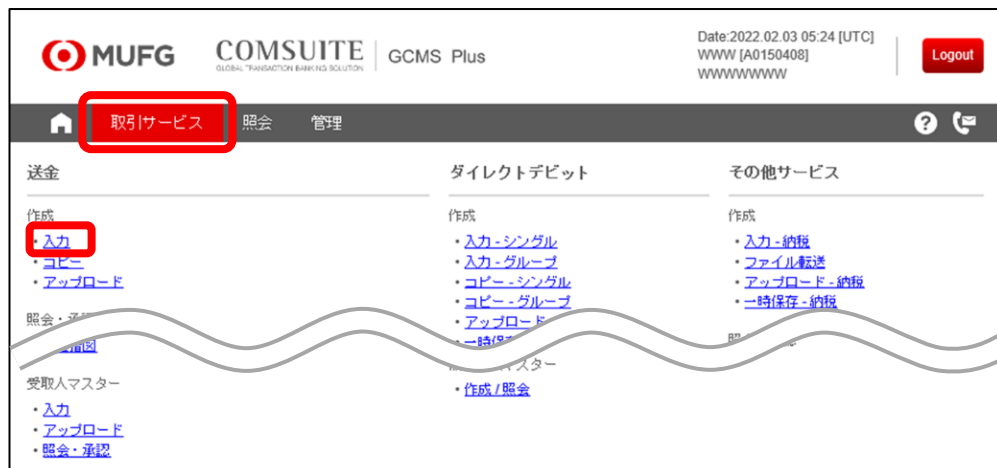 MUFG
COMSUITE
GLOBAL TRANSACTION BANKING SOLUTION
GCMS Plus
Date:2022.02.03 05:24 [UTC]
WWW [A0150408]
WWWWWWWW
Logout
取引サービス 照会 管理
送金
作成
・入力
・コピー
・アップロード
照会・
受取人マスター
・入力
・アップロード
・照会・承認
ダイレクトデビット
作成
・入力 - シングル
・入力 - グループ
・コピー - シングル
・コピー - グループ
・アップロード
スター
・作成 / 照会
その他サービス
作成
・入力 - 納税
・ファイル転送
・アップロード - 納税
・一時保存 - 納税